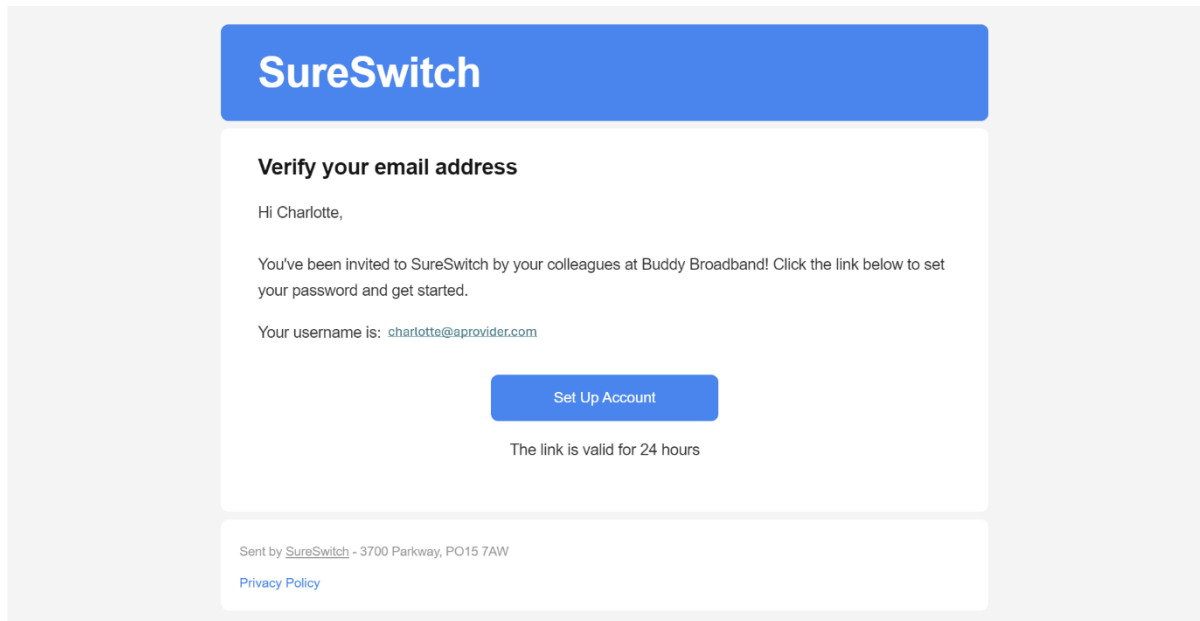 SureSwitch
Verify your email address
Hi Charlotte,
You've been invited to SureSwitch by your colleagues at Buddy Broadband! Click the link below to set
your password and get started.
Your username is: charlotte@aprovider.com
Set Up Account
The link is valid for 24 hours
Sent by SureSwitch - 3700 Parkway, PO15 7AW
Privacy Policy